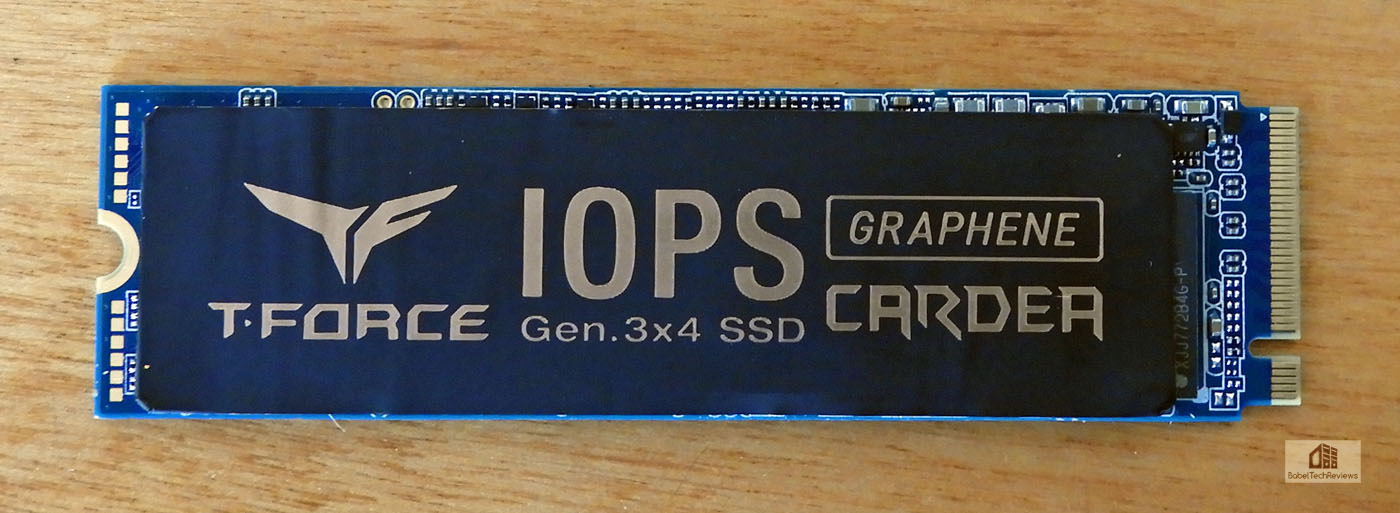 T·FORCE
IOPS
Gen.3x4 SSD
GRAPHENE
CARDEA
BabelTechReviews